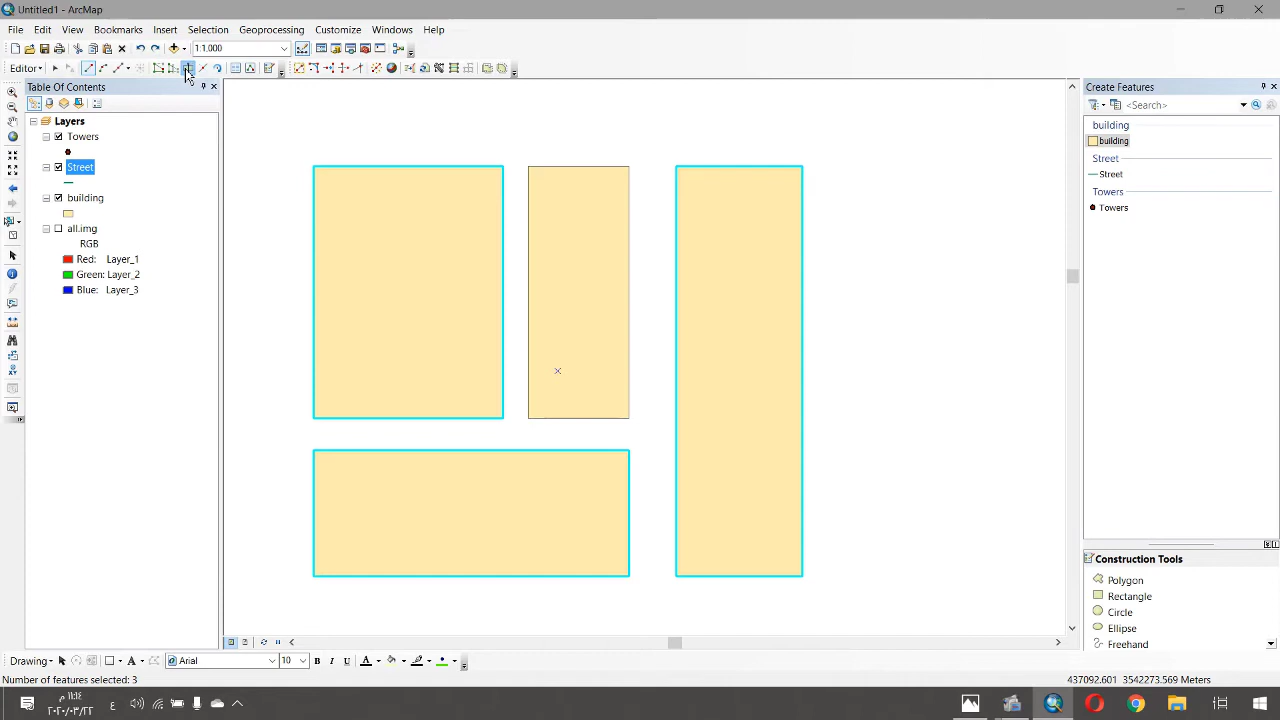 Untitled1 - ArcMap
File Edit View Bookmarks Insert Selection Geoprocessing Customize Windows Help
1:1,000
Editor
Table Of Contents
Layers
Towers
Street
building
all.img
RGB
Red: Layer_1
Green: Layer_2
Blue: Layer_3
Create Features
<Search>
building
building
Street
Street
Towers
Towers
Construction Tools
Polygon
Rectangle
Circle
Ellipse
Freehand
Drawing
Arial
10
B I U A
Number of features selected: 3
437092.601 3542273.569 Meters
ع
٢٠٢٠/٠٣/٢٢